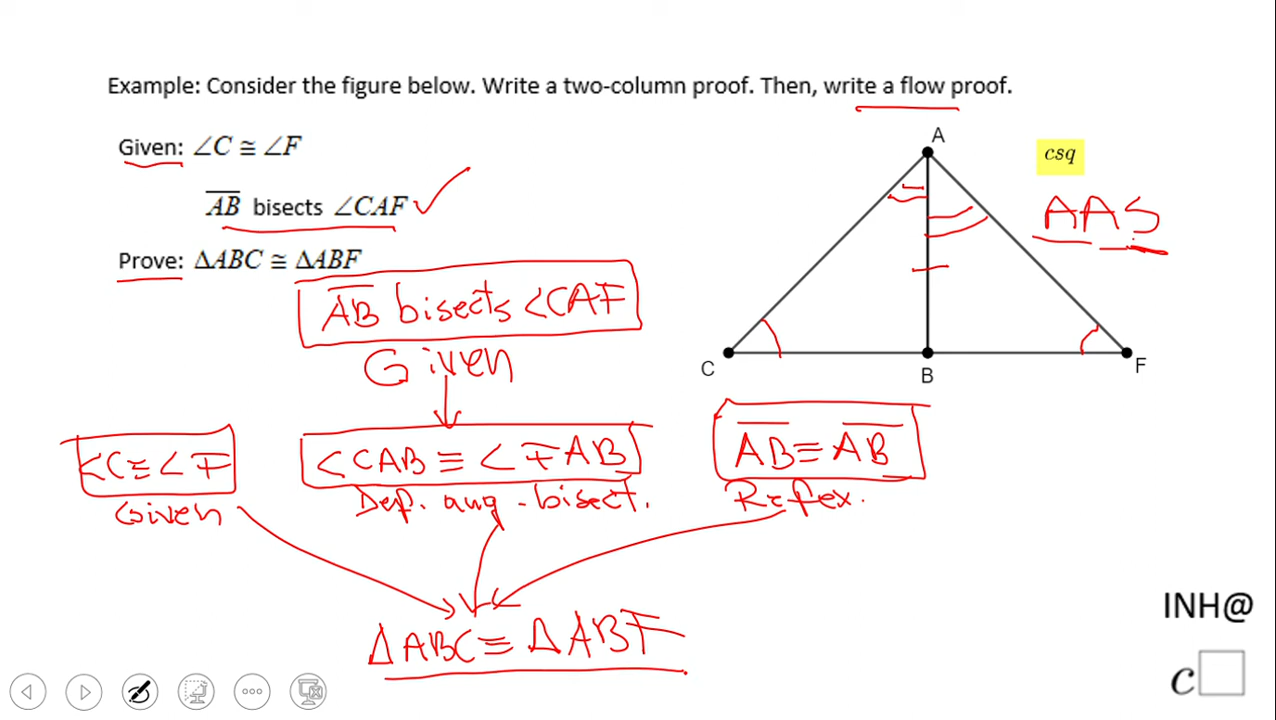 Example: Consider the figure below. Write a two-column proof. Then, write a flow proof.
Given: ∠C ≅ ∠F
AB bisects ∠CAF
Prove: ΔABC ≅ ΔABF
A
csq
AAS
C
B
F
AB bisects <CAF
Given
<C≡<F
Given
<CAB ≡ <FAB
Def. ang-bisect.
AB≡AB
Refex.
ΔABC≡ΔABF
INH@
c